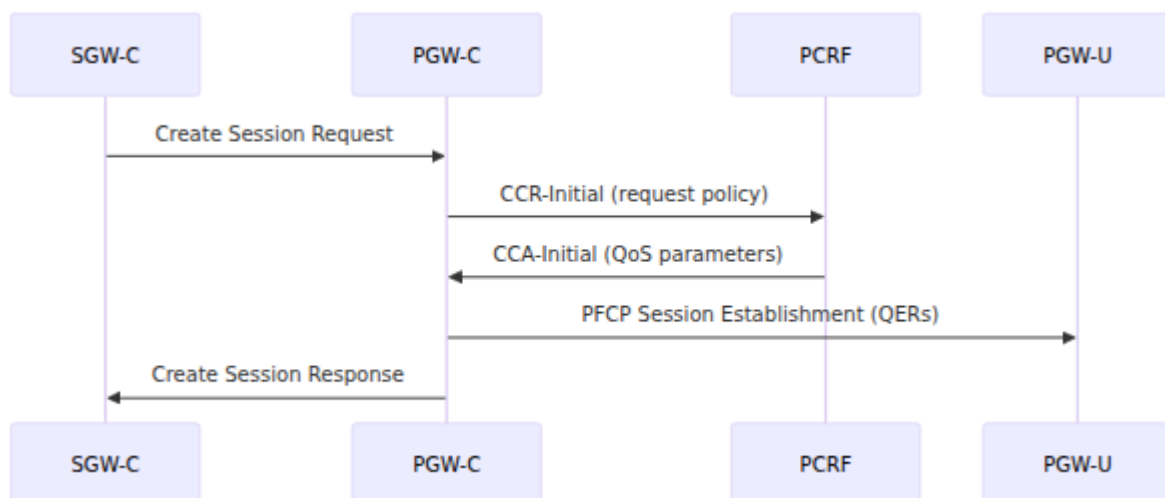 SGW-C
PGW-C
PCRF
PGW-U
Create Session Request
CCR-Initial (request policy)
CCA-Initial (QoS parameters)
PFCP Session Establishment (QERs)
Create Session Response
SGW-C
PGW-C
PCRF
PGW-U